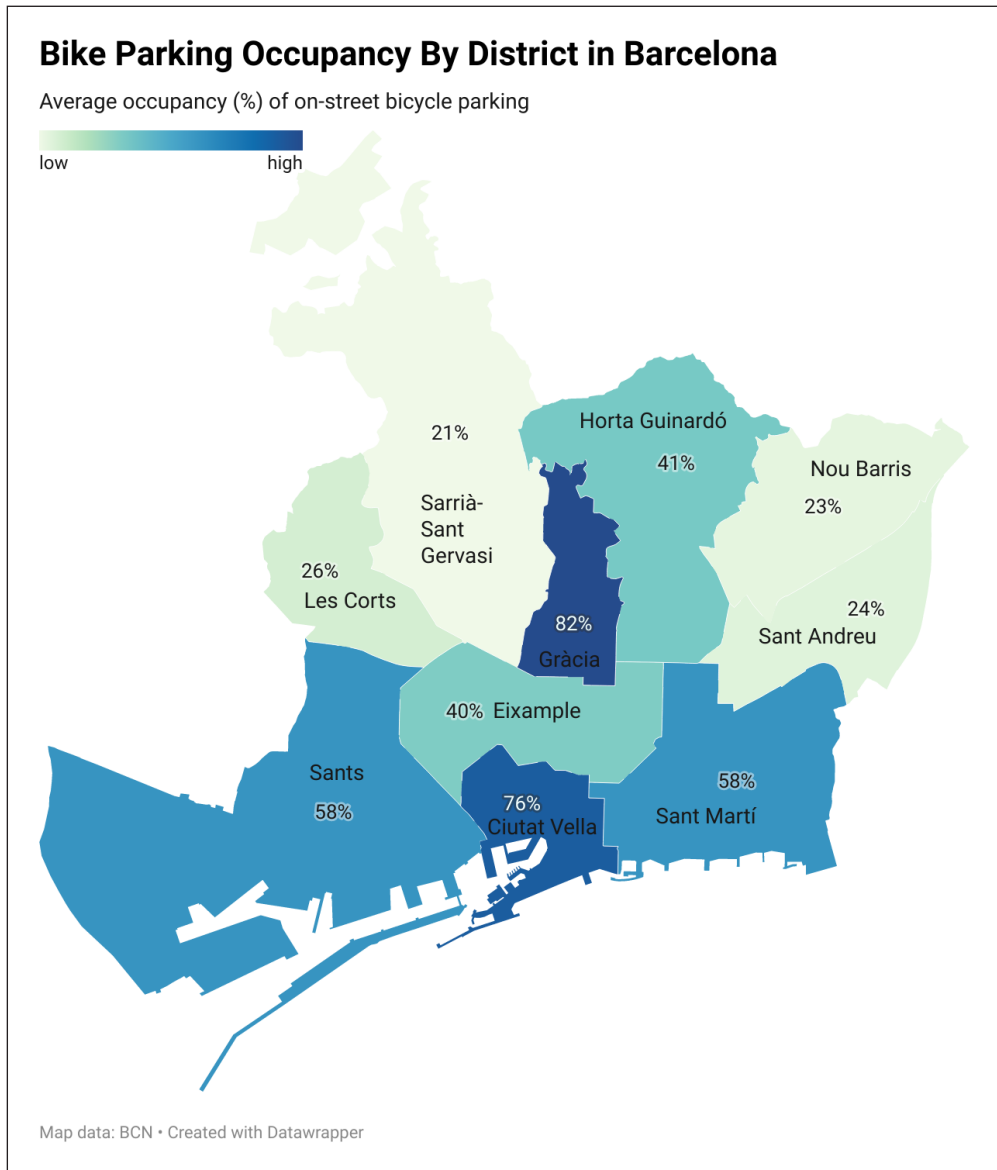 Bike Parking Occupancy By District in Barcelona
Average occupancy (%) of on-street bicycle parking
low
high
Horta Guinardó
41%
21%
Sarrià-
Sant
Gervasi
Nou Barris
23%
26%
Les Corts
82%
Gràcia
24%
Sant Andreu
40%
Eixample
Sants
58%
76%
Ciutat Vella
58%
Sant Martí
Map data: BCN • Created with Datawrapper